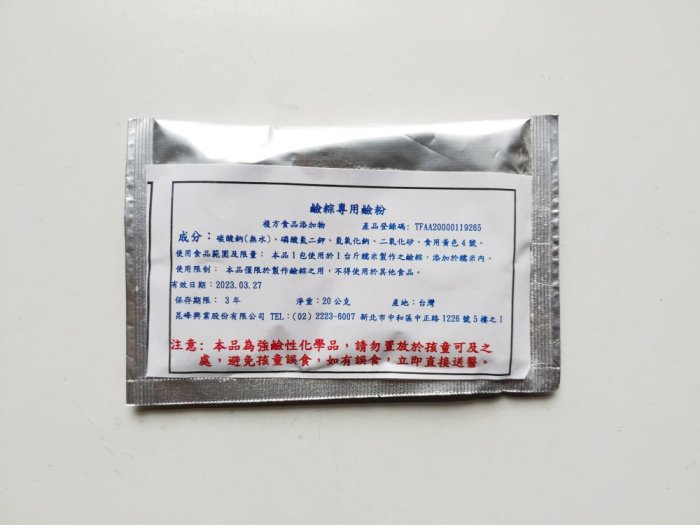 鹼粽專用鹼粉
複方食品添加物 產品登錄碼: TFAA20000119265
成分：碳酸鈉(無水)、磷酸氫二鉀、氫氧化鈉、二氧化矽、食用黃色4號。
使用食品範圍及限量： 本品1包使用於1台斤糯米製作之鹼粽，添加於糯米內。
使用限制： 本品僅限於製作鹼粽之用，不得使用於其他食品。
有效日期：2023.03.27
保存期限： 3年 淨重：20公克 產地：台灣
昆峰興業股份有限公司 TEL：(02) 2223-6007 新北市中和區中正路1226號5樓之1
注意: 本品為強鹼性化學品，請勿置放於孩童可及之
處，避免孩童誤食，如有誤食，立即直接送醫。